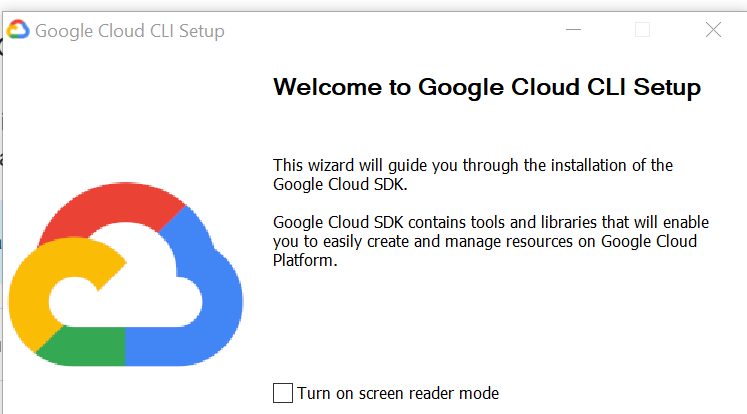 Google Cloud CLI Setup
Welcome to Google Cloud CLI Setup
This wizard will guide you through the installation of the
Google Cloud SDK.
Google Cloud SDK contains tools and libraries that will enable
you to easily create and manage resources on Google Cloud
Platform.
Turn on screen reader mode